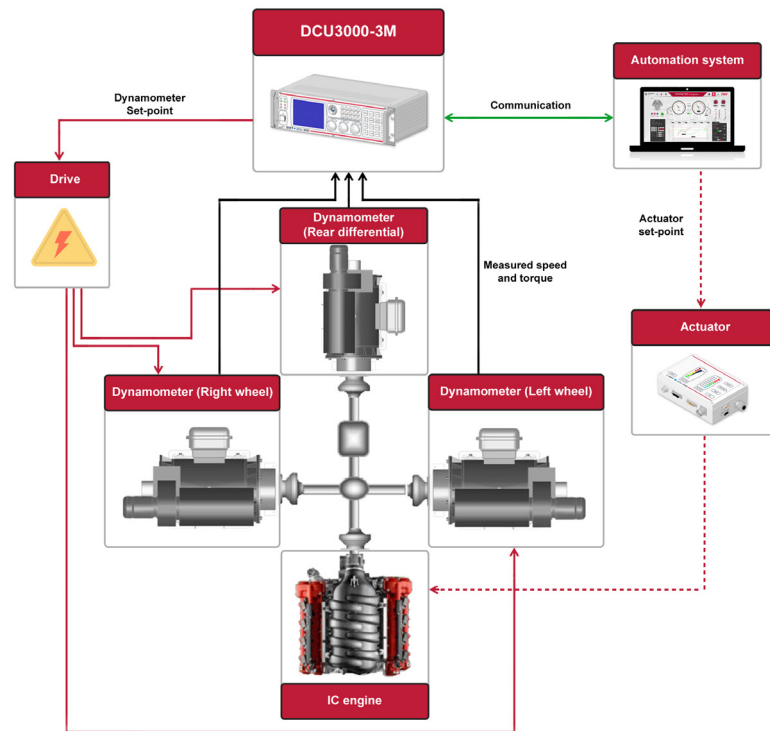 DCU3000-3M
Automation system
Dynamometer
Set-point
Communication
Drive
Dynamometer
(Rear differential)
Actuator
set-point
Measured speed
and torque
Actuator
Dynamometer (Right wheel)
Dynamometer (Left wheel)
IC engine